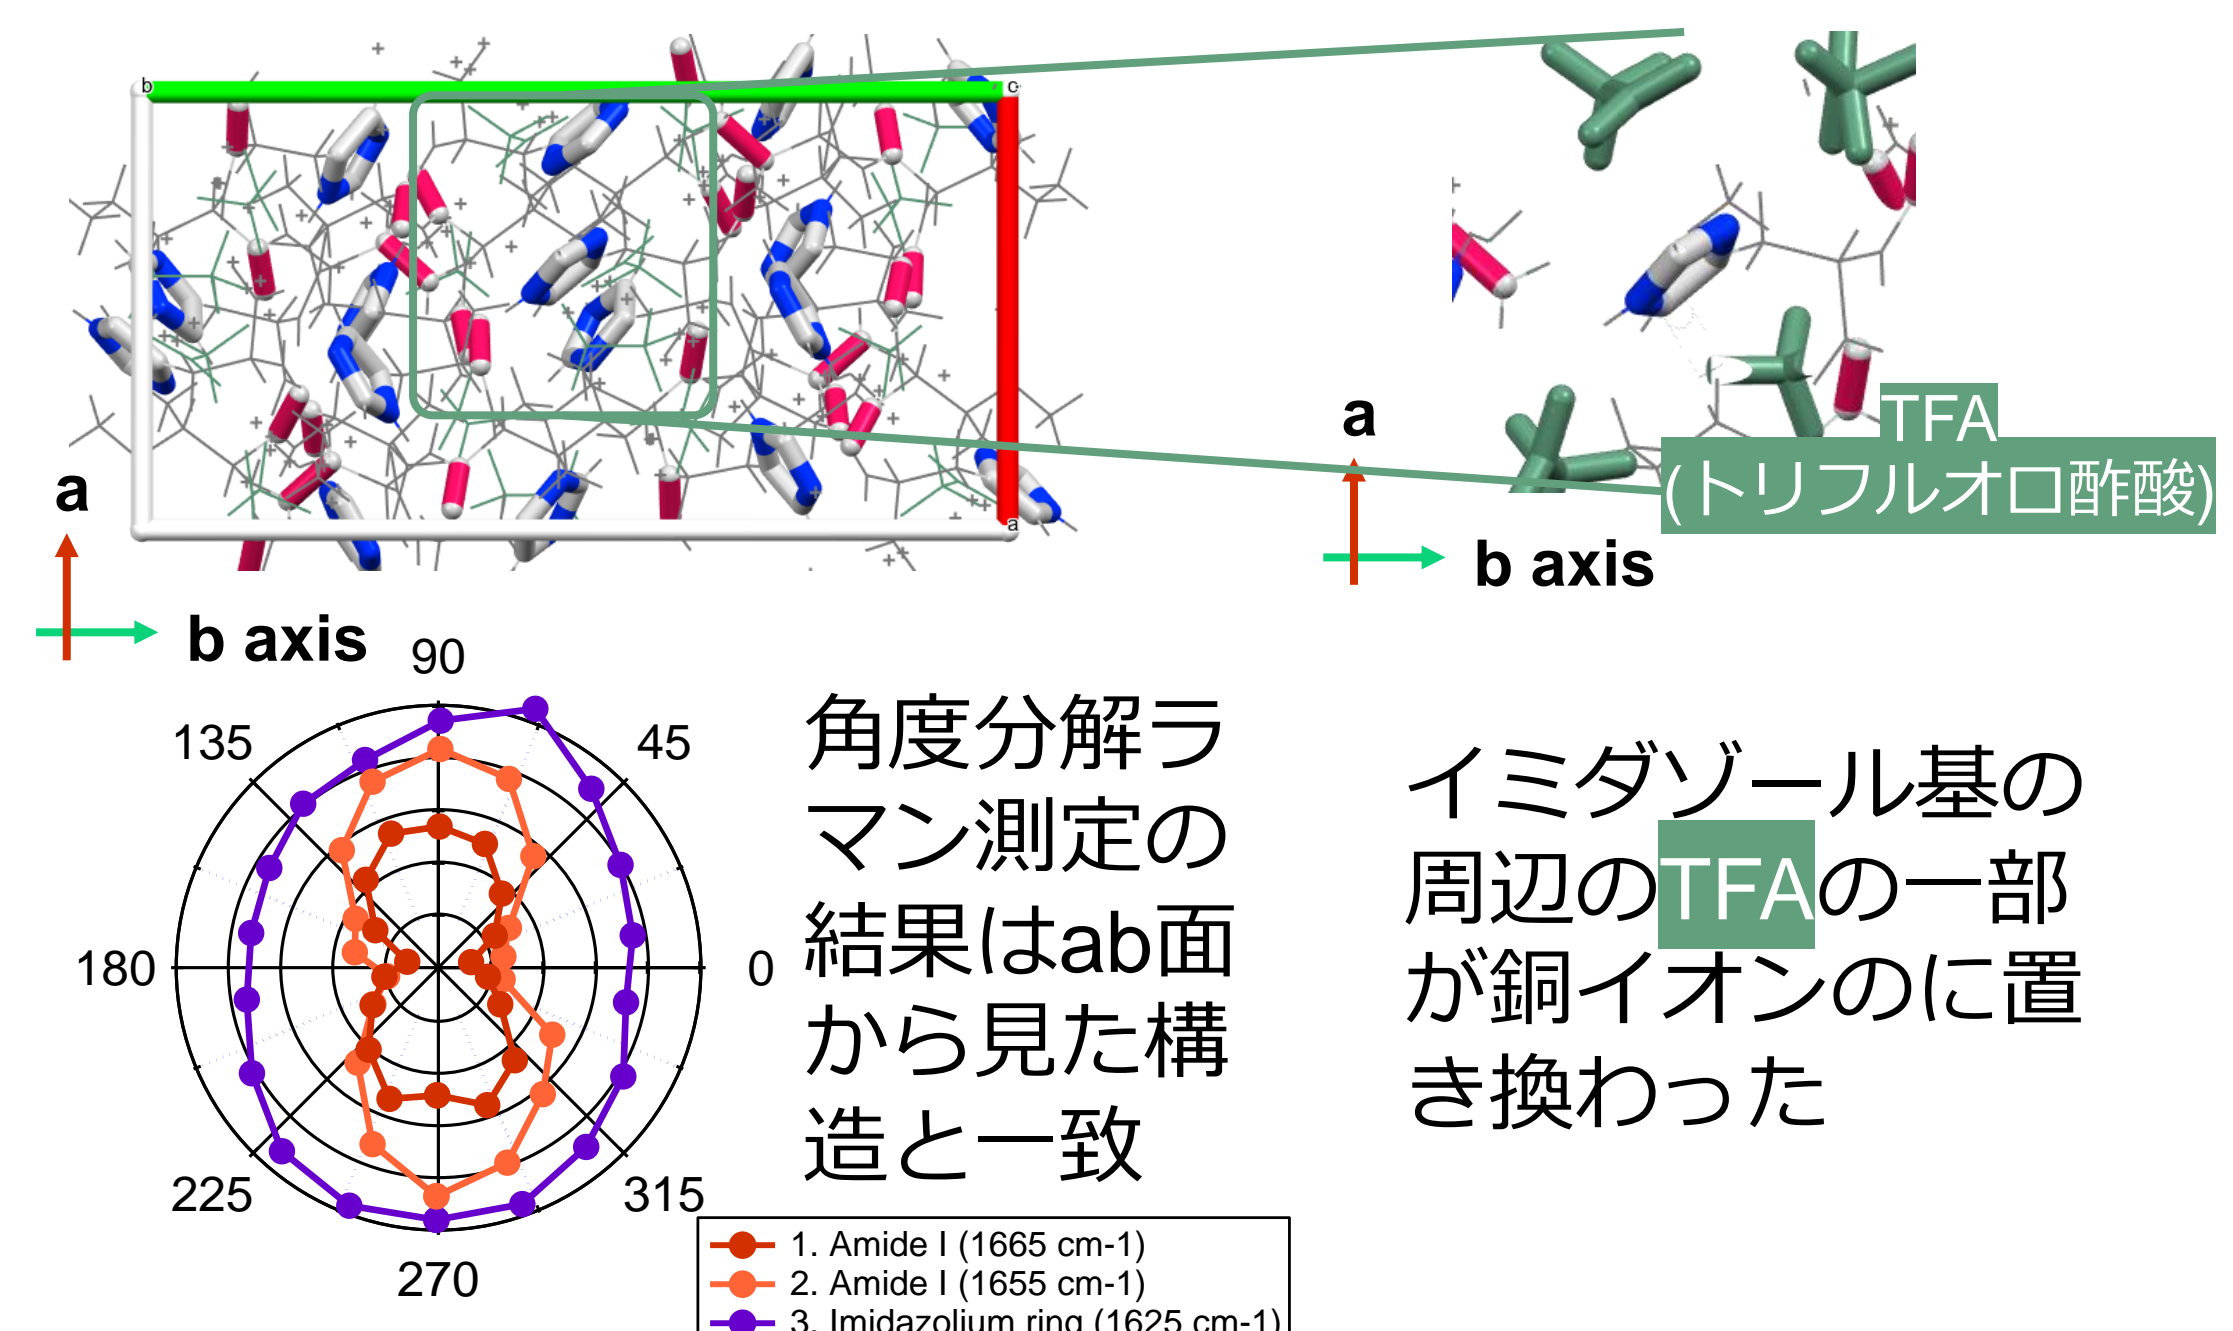 b
c
a
a
b axis
a
b axis
TFA
(トリフルオロ酢酸)
90
135
45
180
0
225
315
270
角度分解ラ
マン測定の
結果はab面
から見た構
造と一致
イミダゾール基の
周辺のTFAの一部
が銅イオンのに置
き換わった
1. Amide I (1665 cm-1)
2. Amide I (1655 cm-1)
3. Imidazolium ring (1625 cm-1)